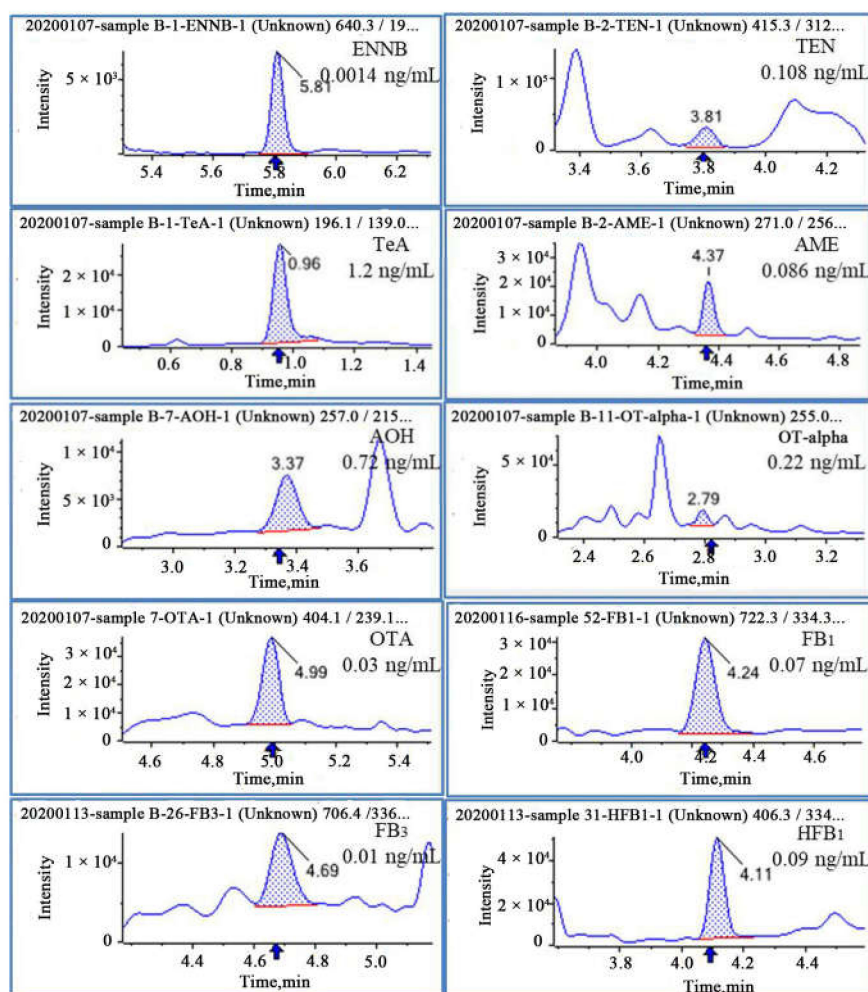 20200107-sample B-1-ENNB-1 (Unknown) 640.3 / 19...
ENNB
0.0014 ng/mL
5 × 10³
0
5.81
Intensity
5.4 5.6 5.8 6.0 6.2
Time,min
20200107-sample B-2-TEN-1 (Unknown) 415.3 / 312...
TEN
0.108 ng/mL
1 × 10⁵
0
3.81
Intensity
3.4 3.6 3.8 4.0 4.2
Time,min
20200107-sample B-1-TeA-1 (Unknown) 196.1 / 139.0...
TeA
1.2 ng/mL
2 × 10⁴
1 × 10⁴
0
0.96
Intensity
0.6 0.8 1.0 1.2 1.4
Time,min
20200107-sample B-2-AME-1 (Unknown) 271.0 / 256...
AME
0.086 ng/mL
3 × 10⁴
2 × 10⁴
1 × 10⁴
0
4.37
Intensity
4.0 4.2 4.4 4.6 4.8
Time,min
20200107-sample B-7-AOH-1 (Unknown) 257.0 / 215...
AOH
0.72 ng/mL
1 × 10⁴
5 × 10³
0
3.37
Intensity
3.0 3.2 3.4 3.6
Time,min
20200107-sample B-11-OT-alpha-1 (Unknown) 255.0...
OT-alpha
0.22 ng/mL
5 × 10⁴
0
2.79
Intensity
2.4 2.6 2.8 3.0 3.2
Time,min
20200107-sample 7-OTA-1 (Unknown) 404.1 / 239.1...
OTA
0.03 ng/mL
3 × 10⁴
2 × 10⁴
1 × 10⁴
0
4.99
Intensity
4.6 4.8 5.0 5.2 5.4
Time,min
20200116-sample 52-FB1-1 (Unknown) 722.3 / 334.3...
FB₁
0.07 ng/mL
3 × 10⁴
2 × 10⁴
1 × 10⁴
0
4.24
Intensity
4.0 4.2 4.4 4.6
Time,min
20200113-sample B-26-FB3-1 (Unknown) 706.4 /336...
FB₃
0.01 ng/mL
1 × 10⁴
0
4.69
Intensity
4.4 4.6 4.8 5.0
Time,min
20200113-sample 31-HFB1-1 (Unknown) 406.3 / 334...
HFB₁
0.09 ng/mL
4 × 10⁴
2 × 10⁴
0
4.11
Intensity
3.8 4.0 4.2 4.4
Time,min